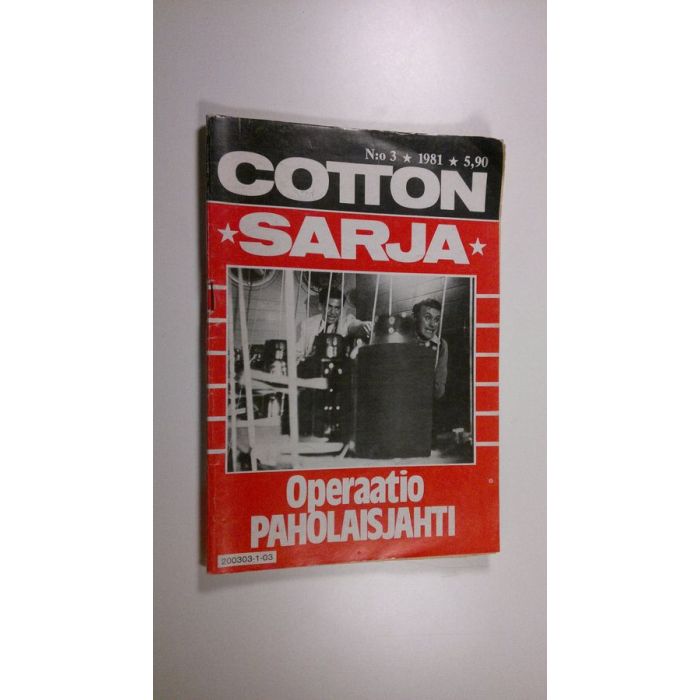 N:o 3 ★ 1981 ★ 5,90
COTTON
★SARJA★
Operaatio
PAHOLAISJAHTI
200303-1-03